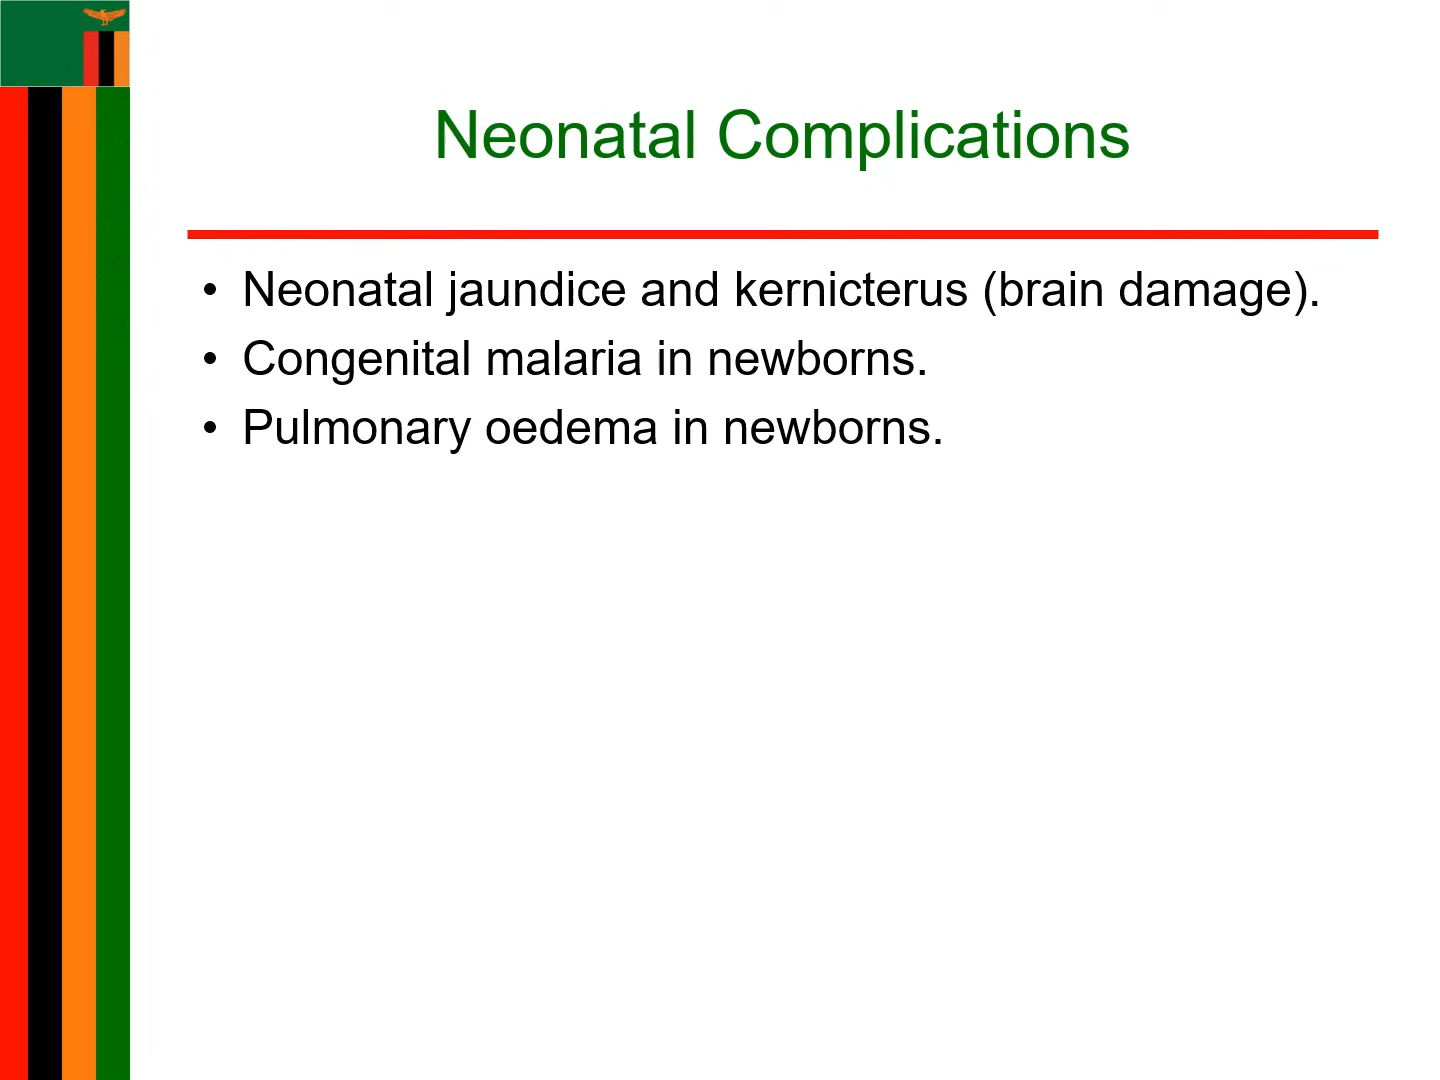 Neonatal Complications
• Neonatal jaundice and kernicterus (brain damage).
• Congenital malaria in newborns.
• Pulmonary oedema in newborns.